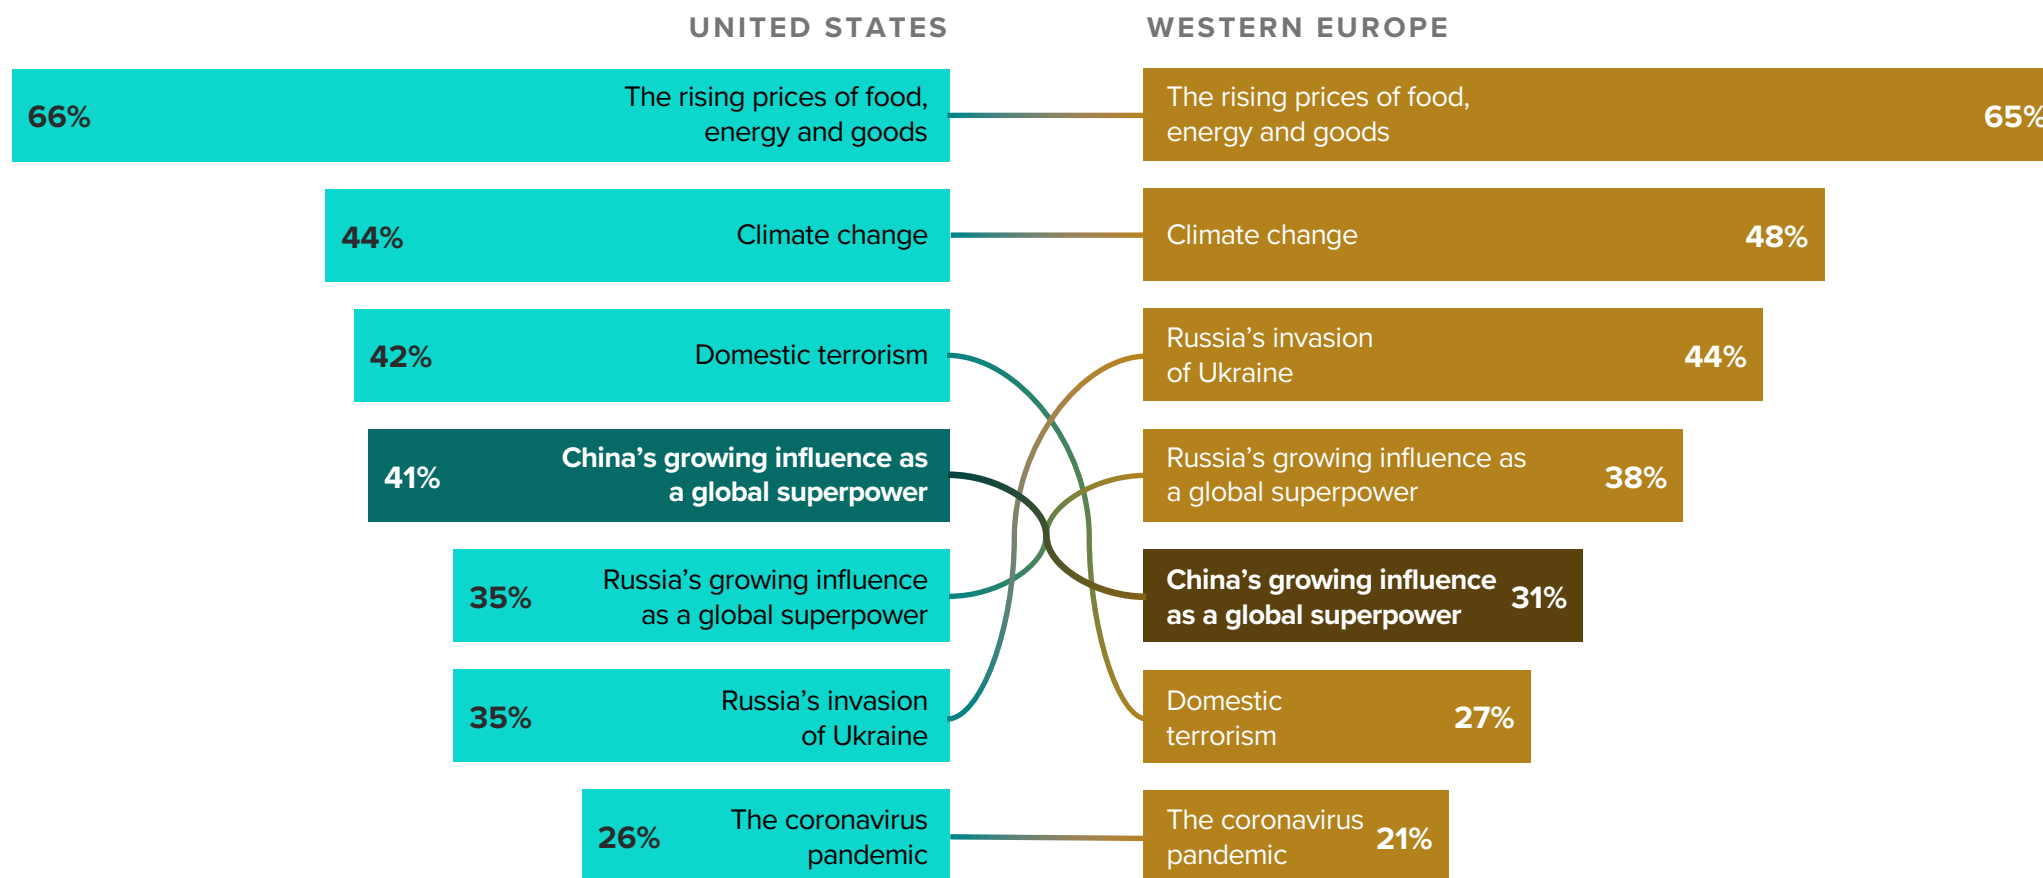 UNITED STATES
WESTERN EUROPE
66%
The rising prices of food,
energy and goods
The rising prices of food,
energy and goods
65%
44%
Climate change
Climate change
48%
42%
Domestic terrorism
Russia’s invasion
of Ukraine
44%
41%
China’s growing influence as
a global superpower
Russia’s growing influence as
a global superpower
38%
35%
Russia’s growing influence
as a global superpower
China’s growing influence
as a global superpower
31%
35%
Russia’s invasion
of Ukraine
Domestic
terrorism
27%
26%
The coronavirus
pandemic
The coronavirus
pandemic
21%